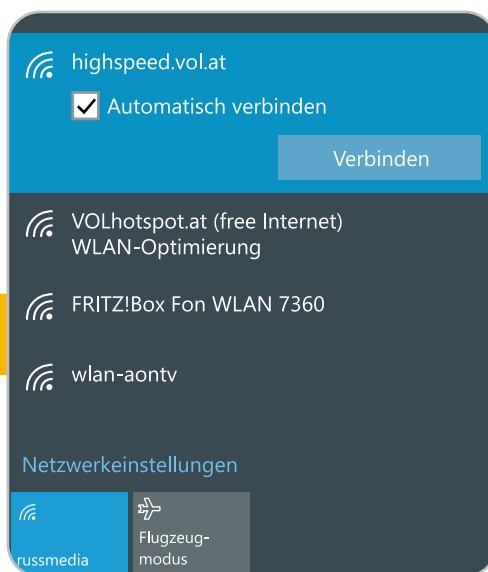 highspeed.vol.at
Automatisch verbinden
Verbinden
VOLhotspot.at (free Internet)
WLAN-Optimierung
FRITZ!Box Fon WLAN 7360
wlan-aontv
Netzwerkeinstellungen
russmedia
Flugzeug-
modus